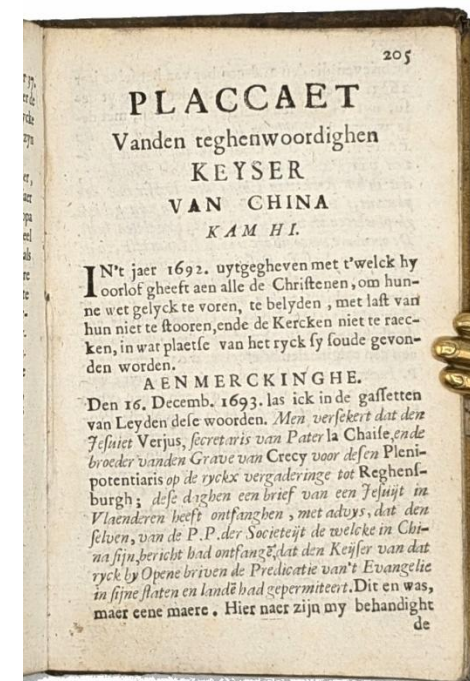 205
PLACCAET
Vanden teghenwoordighen
KEYSER
VAN CHINA
KAM HI.
IN't jaer 1692. uytgegheven met t'welck hy
oorlof gheeft aen alle de Christenen, om hun-
ne wet gelyck te voren, te belyden, met last van
hun niet te stooren, ende de Kercken niet te raec-
ken, in wat plaetse van het ryck sy soude gevon-
den worden.
AENMERCKINGHE.
Den 16. Decemb. 1693. las ick in de gassetten
van Leyden dese woorden. Men versekert dat den
Jesuiet Verjus, secretaris van Pater la Chaise, ende
broeder vanden Grave van Crecy voor desen Pleni-
potentiaris op de ryckx vergaderinge tot Reghens-
burgh; dese daghen een brief van een Jesuijt in
Vlaenderen heeft ontfanghen, met advys, dat den
selven, van de P.P. der Societeijt de welcke in Chi-
na sijn, bericht had ontfangẽ, dat den Keijser van dat
ryck by Opene briven de Predicatie van't Evangelie
in sijne staten en landẽ had gepermiteert. Dit en was,
maer eene maere. Hier naer zijn my behandight
de